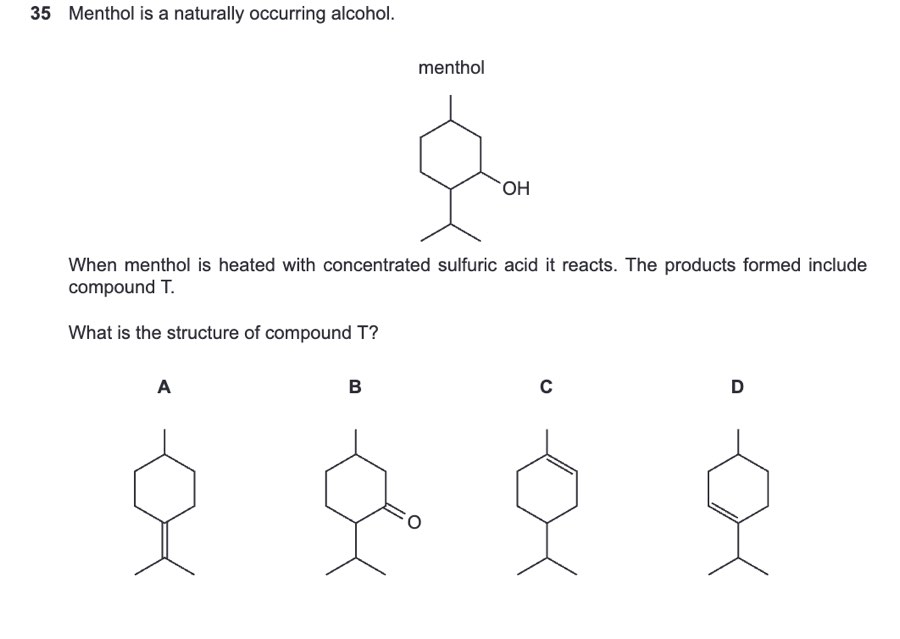 35 Menthol is a naturally occurring alcohol.
menthol
OH
When menthol is heated with concentrated sulfuric acid it reacts. The products formed include
compound T.
What is the structure of compound T?
A B C D
O